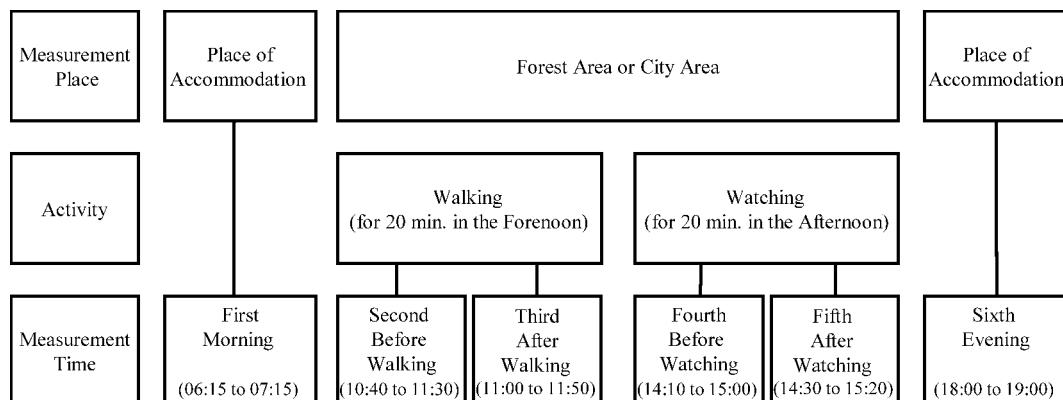 Measurement
Place
Place of
Accommodation
Forest Area or City Area
Place of
Accommodation
Activity
Walking
(for 20 min. in the Forenoon)
Watching
(for 20 min. in the Afternoon)
Measurement
Time
First
Morning
(06:15 to 07:15)
Second
Before
Walking
(10:40 to 11:30)
Third
After
Walking
(11:00 to 11:50)
Fourth
Before
Watching
(14:10 to 15:00)
Fifth
After
Watching
(14:30 to 15:20)
Sixth
Evening
(18:00 to 19:00)